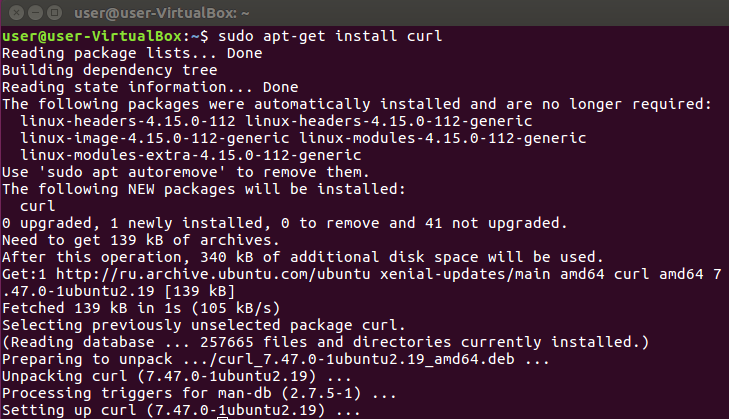 user@user-VirtualBox: ~
user@user-VirtualBox:~$ sudo apt-get install curl
Reading package lists... Done
Building dependency tree
Reading state information... Done
The following packages were automatically installed and are no longer required:
  linux-headers-4.15.0-112 linux-headers-4.15.0-112-generic
  linux-image-4.15.0-112-generic linux-modules-4.15.0-112-generic
  linux-modules-extra-4.15.0-112-generic
Use 'sudo apt autoremove' to remove them.
The following NEW packages will be installed:
  curl
0 upgraded, 1 newly installed, 0 to remove and 41 not upgraded.
Need to get 139 kB of archives.
After this operation, 340 kB of additional disk space will be used.
Get:1 http://ru.archive.ubuntu.com/ubuntu xenial-updates/main amd64 curl amd64 7
.47.0-1ubuntu2.19 [139 kB]
Fetched 139 kB in 1s (105 kB/s)
Selecting previously unselected package curl.
(Reading database ... 257665 files and directories currently installed.)
Preparing to unpack .../curl_7.47.0-1ubuntu2.19_amd64.deb ...
Unpacking curl (7.47.0-1ubuntu2.19) ...
Processing triggers for man-db (2.7.5-1) ...
Setting up curl (7.47.0-1ubuntu2.19) ...